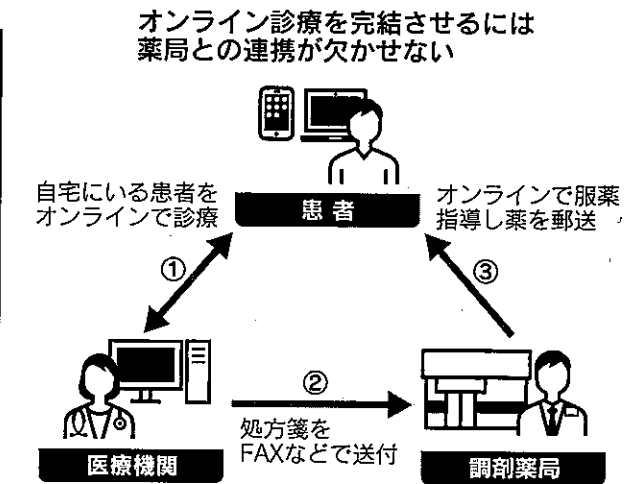 オンライン診療を完結させるには
薬局との連携が欠かせない
自宅にいる患者を
オンラインで診療
患者
オンラインで服薬
指導し薬を郵送
①
③
②
処方箋を
FAXなどで送付
医療機関
調剤薬局